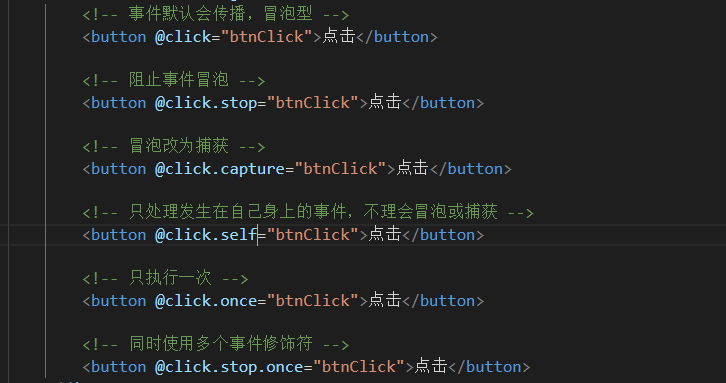 <!-- 事件默认会传播，冒泡型 -->
<button @click="btnClick">点击</button>
<!-- 阻止事件冒泡 -->
<button @click.stop="btnClick">点击</button>
<!-- 冒泡改为捕获 -->
<button @click.capture="btnClick">点击</button>
<!-- 只处理发生在自己身上的事件，不理会冒泡或捕获 -->
<button @click.self="btnClick">点击</button>
<!-- 只执行一次 -->
<button @click.once="btnClick">点击</button>
<!-- 同时使用多个事件修饰符 -->
<button @click.stop.once="btnClick">点击</button>